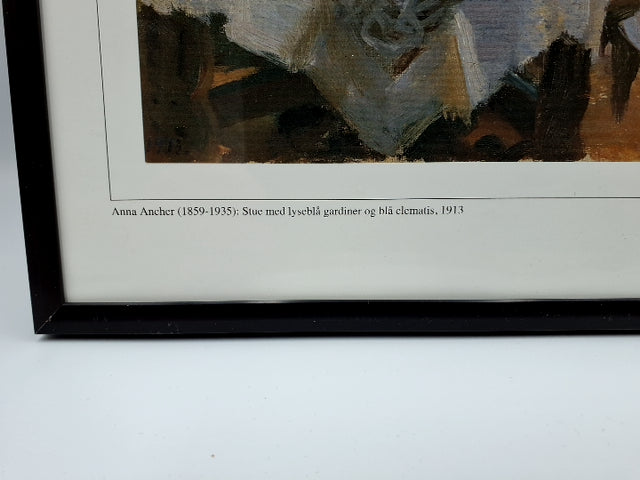 Anna Ancher (1859-1935): Stue med lyseblå gardiner og blå clematis, 1913